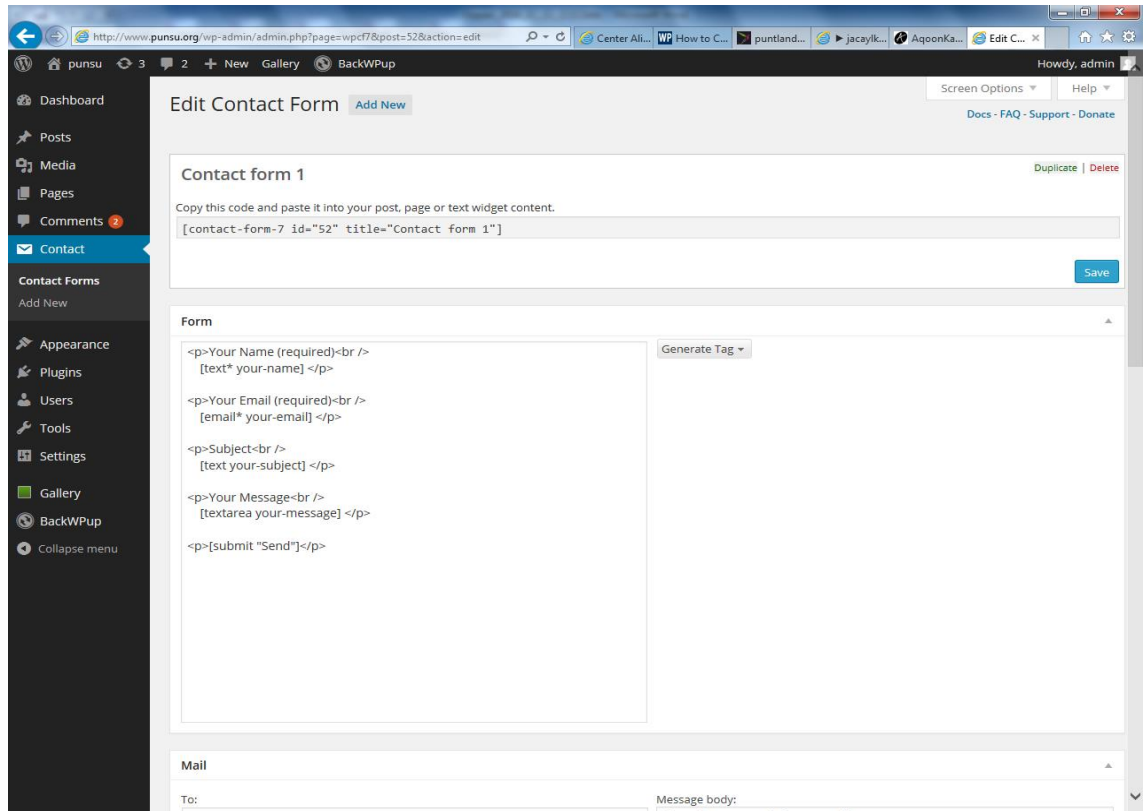 http://www.punsu.org/wp-admin/admin.php?page=wpcf7&post=52&action=edit
Center Ali...
WP How to C...
puntland...
jacaylk...
AqoonKa...
Edit C...
punsu 3 2 + New Gallery BackWPup
Howdy, admin
Dashboard
Posts
Media
Pages
Comments 2
Contact
Contact Forms
Add New
Appearance
Plugins
Users
Tools
Settings
Gallery
BackWPup
Collapse menu
Screen Options Help
Edit Contact Form Add New
Docs - FAQ - Support - Donate
Contact form 1
Duplicate | Delete
Copy this code and paste it into your post, page or text widget content.
[contact-form-7 id="52" title="Contact form 1"]
Save
Form
<p>Your Name (required)<br />
[text* your-name] </p>
<p>Your Email (required)<br />
[email* your-email] </p>
<p>Subject<br />
[text your-subject] </p>
<p>Your Message<br />
[textarea your-message] </p>
<p>[submit "Send"]</p>
Generate Tag
Mail
To:
Message body: